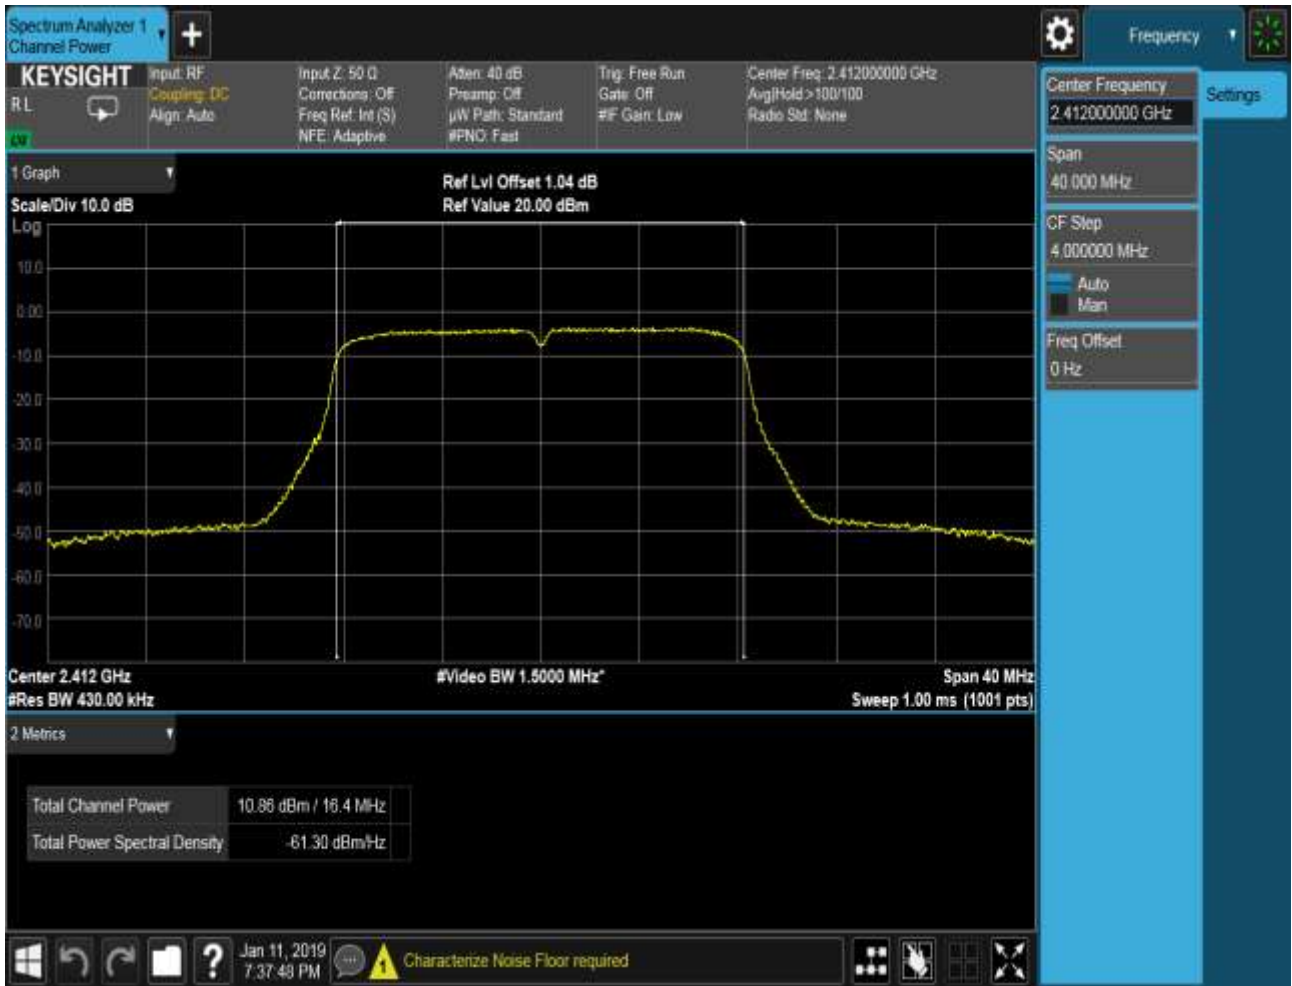 Spectrum Analyzer 1
Channel Power
Frequency
KEYSIGHT
R L
Input: RF
Coupling: DC
Align: Auto
Input Z: 50 Ω
Corrections: Off
Freq Ref: Int (S)
NFE: Adaptive
Atten: 40 dB
Preamp: Off
µW Path: Standard
#PNO: Fast
Trig: Free Run
Gate: Off
#IF Gain: Low
Center Freq: 2.412000000 GHz
Avg|Hold:>100/100
Radio Std: None
Center Frequency
2.412000000 GHz
Settings
Span
40.000 MHz
CF Step
4.000000 MHz
Auto
Man
Freq Offset
0 Hz
1 Graph
Scale/Div 10.0 dB
Ref Lvl Offset 1.04 dB
Ref Value 20.00 dBm
Log
10.0
0.00
-10.0
-20.0
-30.0
-40.0
-50.0
-60.0
-70.0
Center 2.412 GHz
#Video BW 1.5000 MHz*
Span 40 MHz
#Res BW 430.00 kHz
Sweep 1.00 ms (1001 pts)
2 Metrics
Total Channel Power 10.86 dBm / 16.4 MHz
Total Power Spectral Density -61.30 dBm/Hz
Jan 11, 2019
7:37:48 PM
1
Characterize Noise Floor required